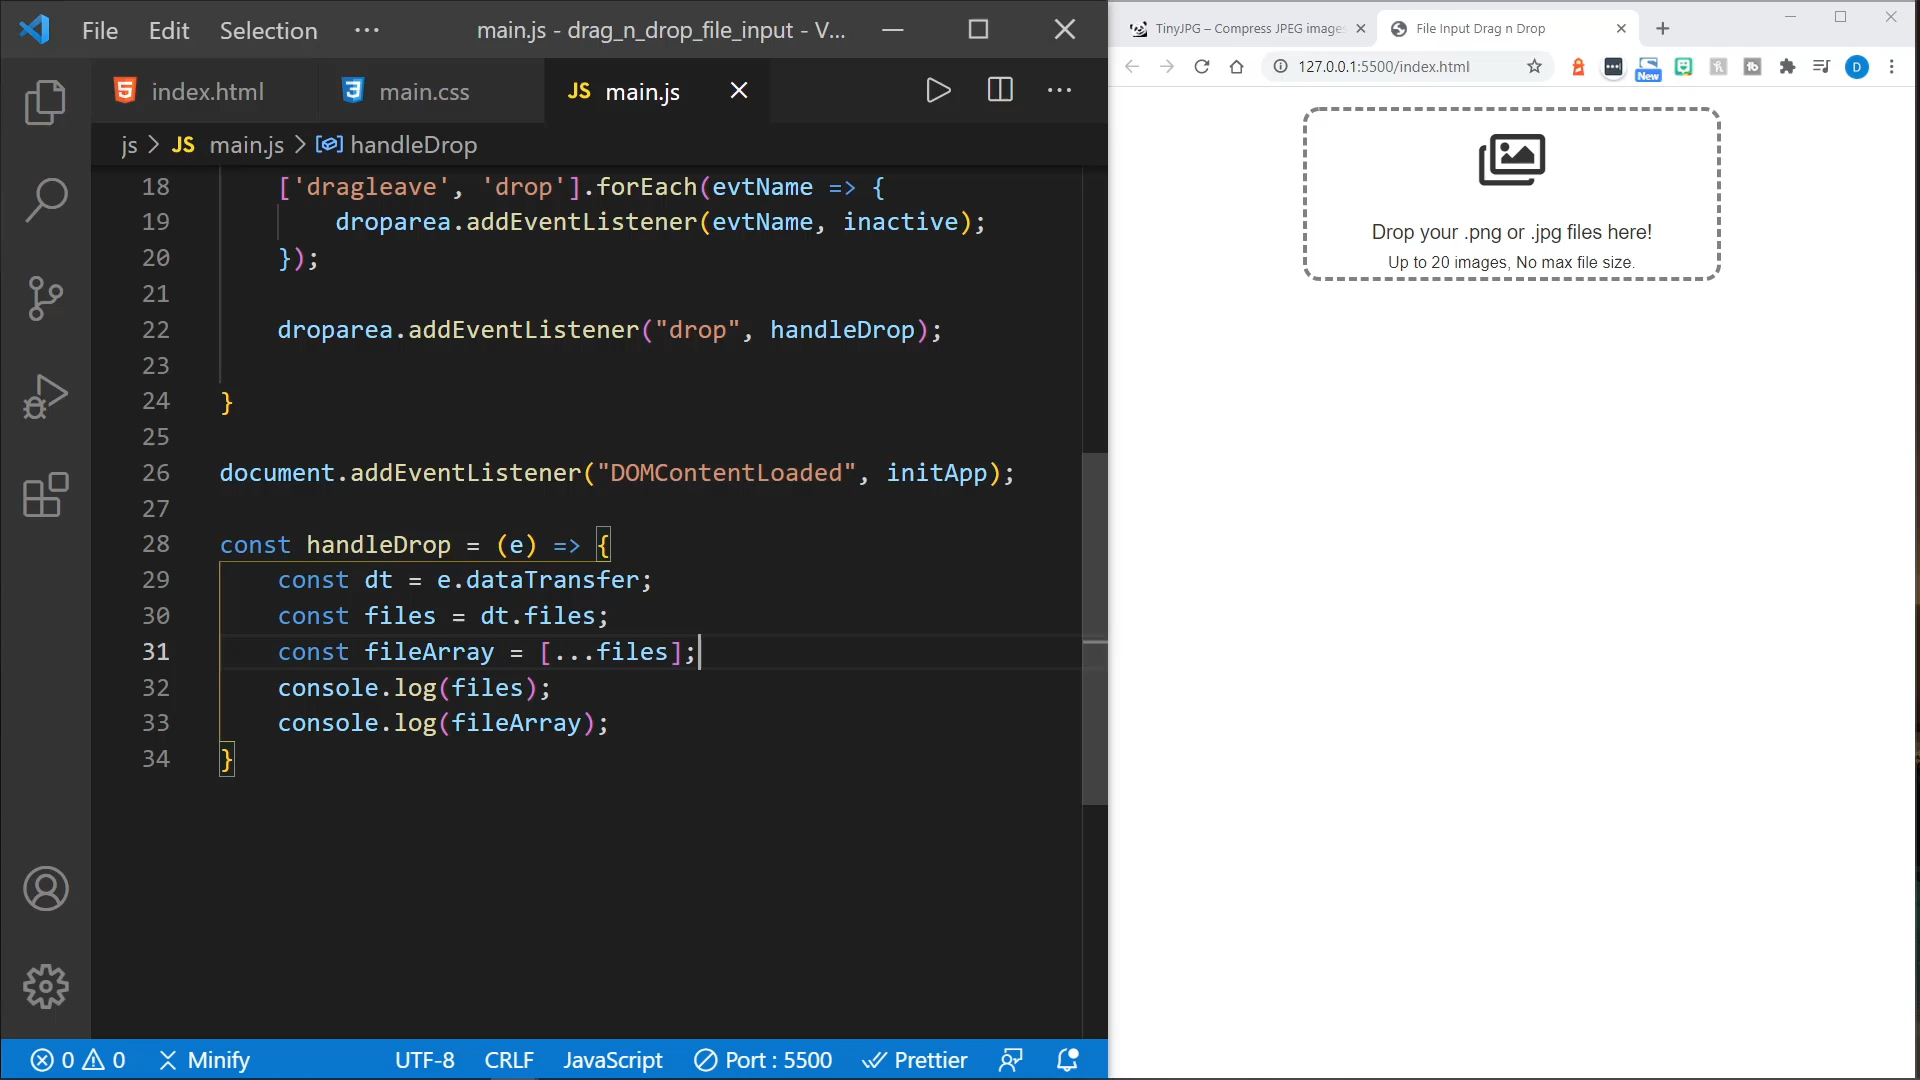 File Edit Selection ··· main.js - drag_n_drop_file_input - V...
index.html main.css JS main.js
js > JS main.js > handleDrop
18 ['dragleave', 'drop'].forEach(evtName => {
19 droparea.addEventListener(evtName, inactive);
20 });
21
22 droparea.addEventListener("drop", handleDrop);
23
24 }
25
26 document.addEventListener("DOMContentLoaded", initApp);
27
28 const handleDrop = (e) => {
29 const dt = e.dataTransfer;
30 const files = dt.files;
31 const fileArray = [...files];
32 console.log(files);
33 console.log(fileArray);
34 }
0 0 Minify UTF-8 CRLF JavaScript Port : 5500 Prettier
TinyJPG – Compress JPEG images File Input Drag n Drop
127.0.0.1:5500/index.html New D
Drop your .png or .jpg files here!
Up to 20 images, No max file size.